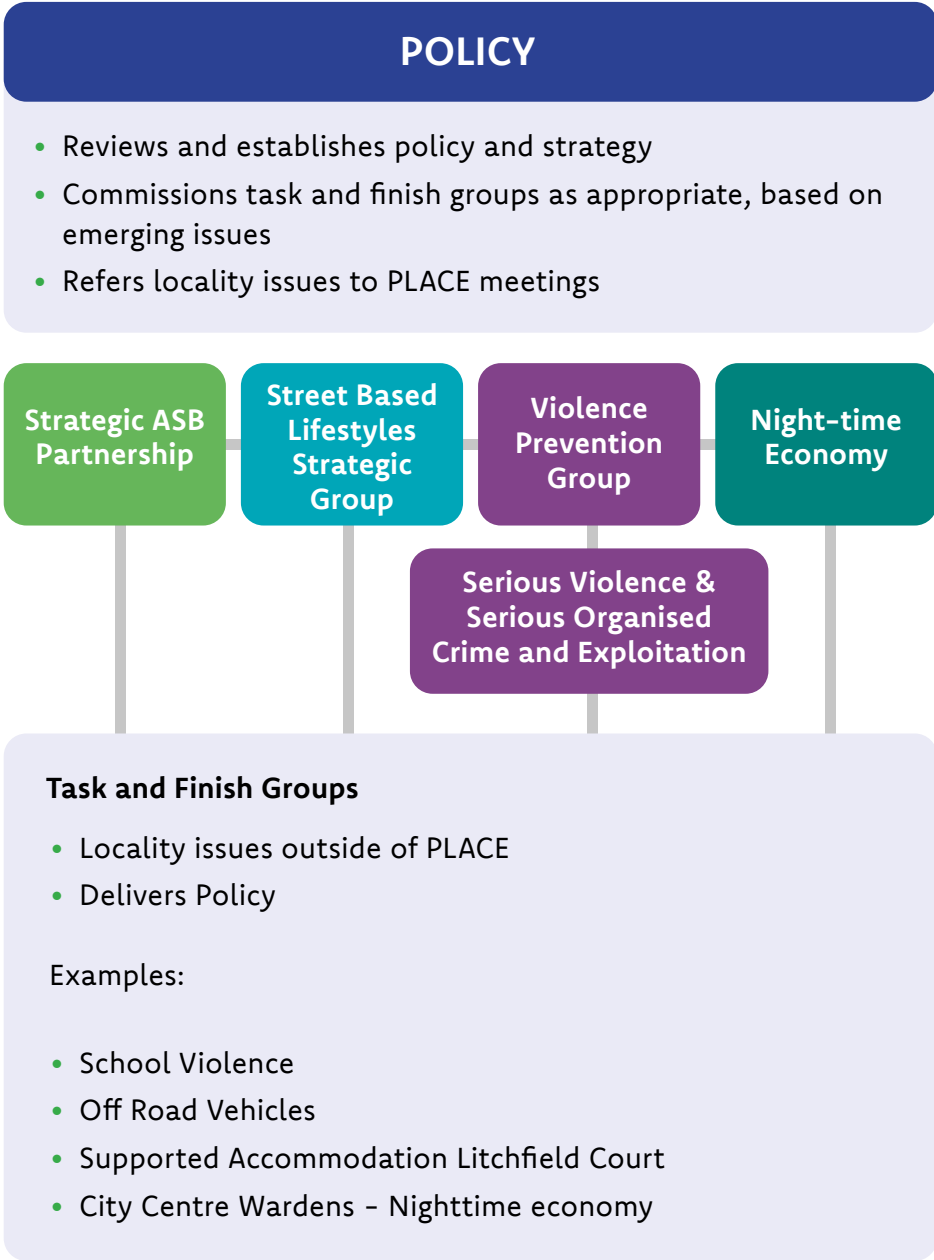 POLICY
• Reviews and establishes policy and strategy
• Commissions task and finish groups as appropriate, based on
emerging issues
• Refers locality issues to PLACE meetings
Strategic ASB
Partnership
Street Based
Lifestyles
Strategic
Group
Violence
Prevention
Group
Night-time
Economy
Serious Violence &
Serious Organised
Crime and Exploitation
Task and Finish Groups
• Locality issues outside of PLACE
• Delivers Policy
Examples:
• School Violence
• Off Road Vehicles
• Supported Accommodation Litchfield Court
• City Centre Wardens - Nighttime economy